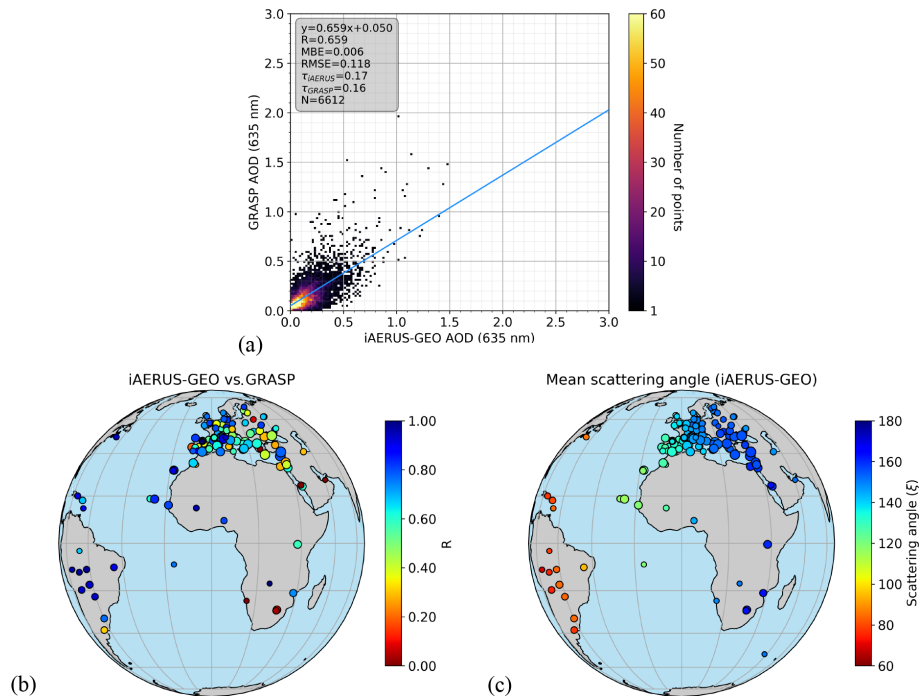 3.0
2.5
2.0
1.5
1.0
0.5
0.0
GRASP AOD (635 nm)
y=0.659x+0.050
R=0.659
MBE=0.006
RMSE=0.118
τiAERUS=0.17
τGRASP=0.16
N=6612
0.0 0.5 1.0 1.5 2.0 2.5 3.0
iAERUS-GEO AOD (635 nm)
60
50
40
30
20
10
1
Number of points
(a)
iAERUS-GEO vs.GRASP
1.00
0.80
0.60
0.40
0.20
0.00
R
(b)
Mean scattering angle (iAERUS-GEO)
180
160
140
120
100
80
60
Scattering angle (ξ)
(c)